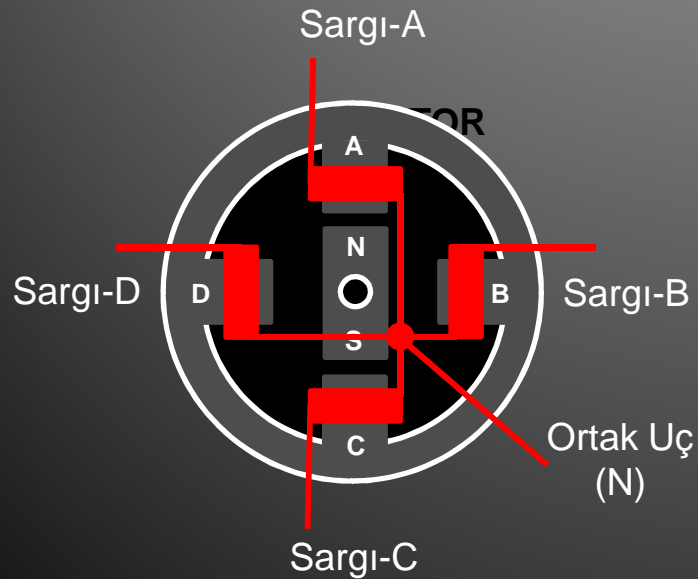 Sargı-A
TOR
A
N
Sargı-D
D
B
Sargı-B
S
Ortak Uç
(N)
C
Sargı-C